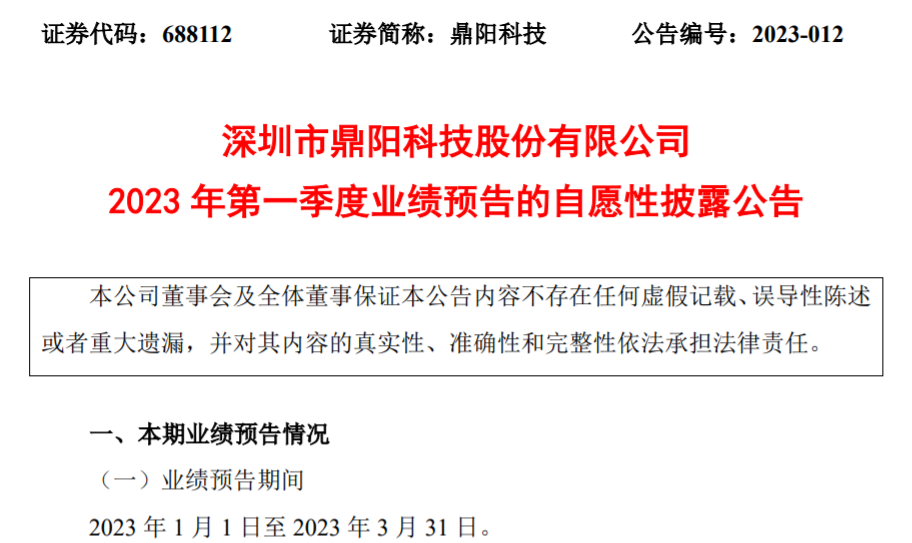 证券代码：688112 证券简称：鼎阳科技 公告编号：2023-012
深圳市鼎阳科技股份有限公司
2023 年第一季度业绩预告的自愿性披露公告
本公司董事会及全体董事保证本公告内容不存在任何虚假记载、误导性陈述
或者重大遗漏，并对其内容的真实性、准确性和完整性依法承担法律责任。
一、本期业绩预告情况
（一）业绩预告期间
2023 年 1 月 1 日至 2023 年 3 月 31 日。